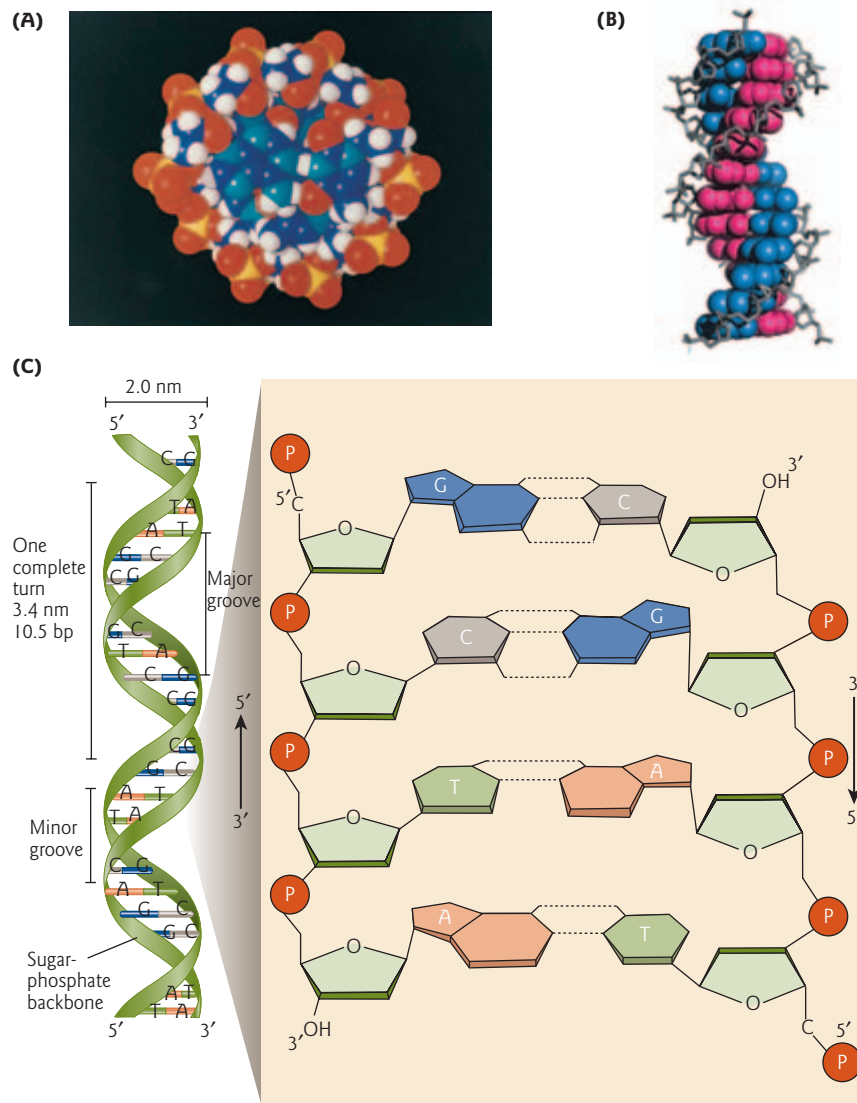 (A)
(B)
(C)
2.0 nm
5′ 3′
C G
T A
A T
G C
C G
G C
T A
C G
C G
G C
A T
T A
C G
A T
G C
G C
A T
T A
5′ 3′
One
complete
turn
3.4 nm
10.5 bp
Major
groove
Minor
groove
Sugar-
phosphate
backbone
5′
3′
P
5′ C
O
G
C
3′
OH
O
P
C
G
P
O
O
3
5
P
T
A
P
O
O
P
A
T
P
O
O
OH
3′
C
5′
P